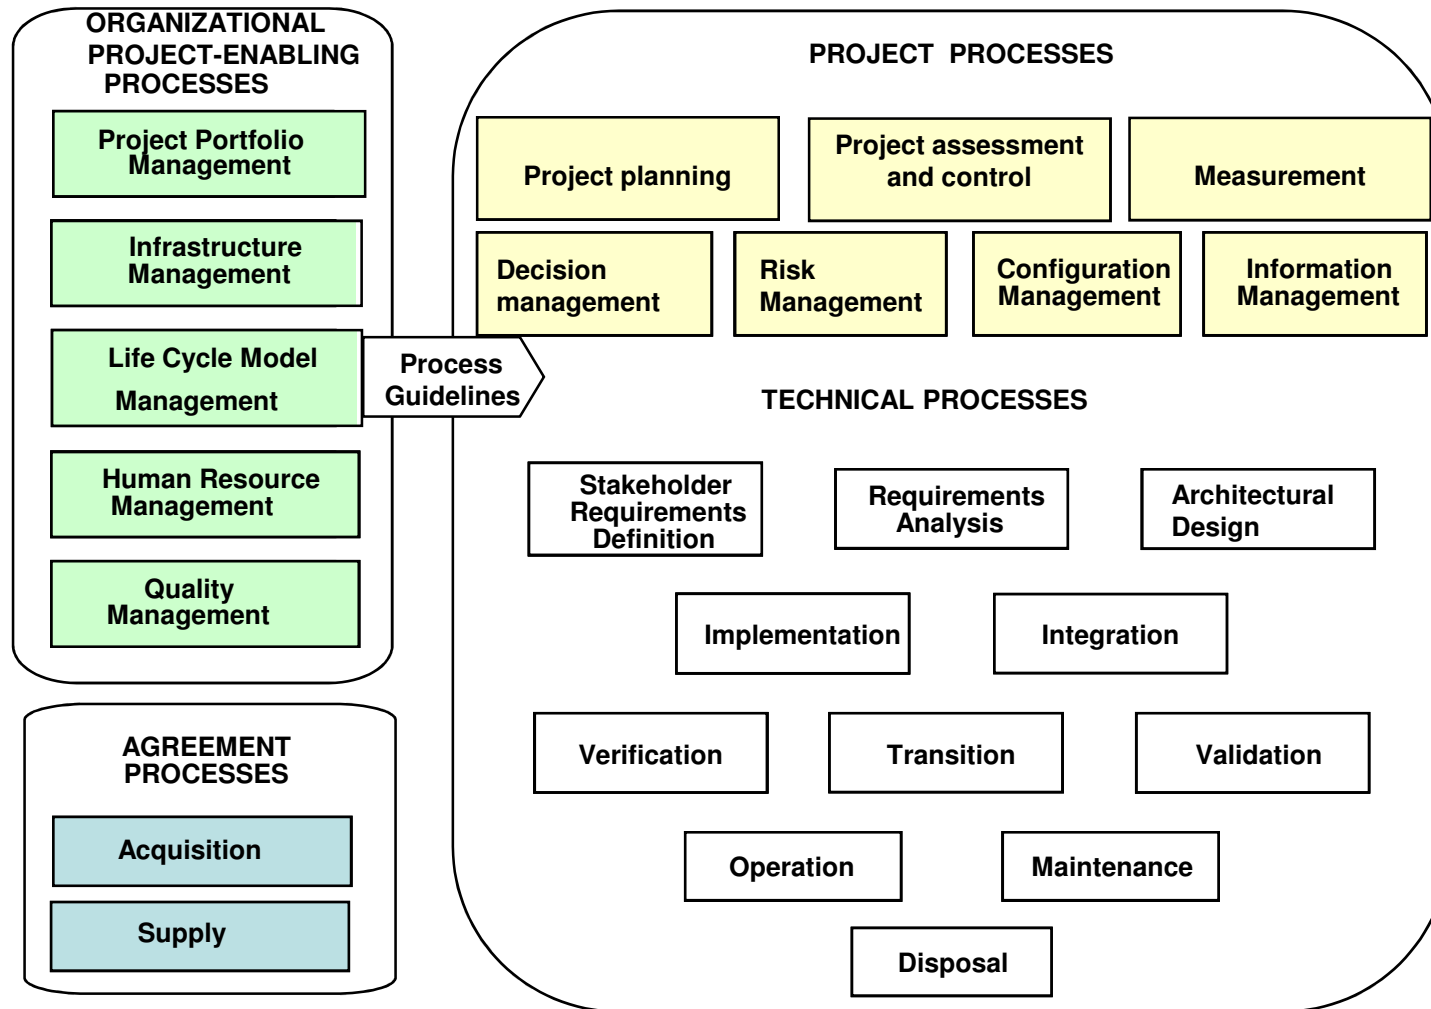 ORGANIZATIONAL
PROJECT-ENABLING
PROCESSES
Project Portfolio
Management
Infrastructure
Management
Life Cycle Model
Management
Human Resource
Management
Quality
Management
AGREEMENT
PROCESSES
Acquisition
Supply
Process
Guidelines
PROJECT PROCESSES
Project planning
Project assessment
and control
Measurement
Decision
management
Risk
Management
Configuration
Management
Information
Management
TECHNICAL PROCESSES
Stakeholder
Requirements
Definition
Requirements
Analysis
Architectural
Design
Implementation
Integration
Verification
Transition
Validation
Operation
Maintenance
Disposal